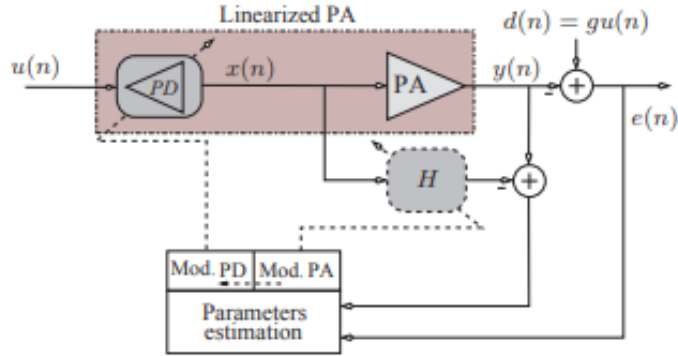 Linearized PA
d(n) = gu(n)
u(n)
PD
x(n)
PA
y(n)
-
+
e(n)
H
-
+
Mod. PD
Mod. PA
Parameters
estimation